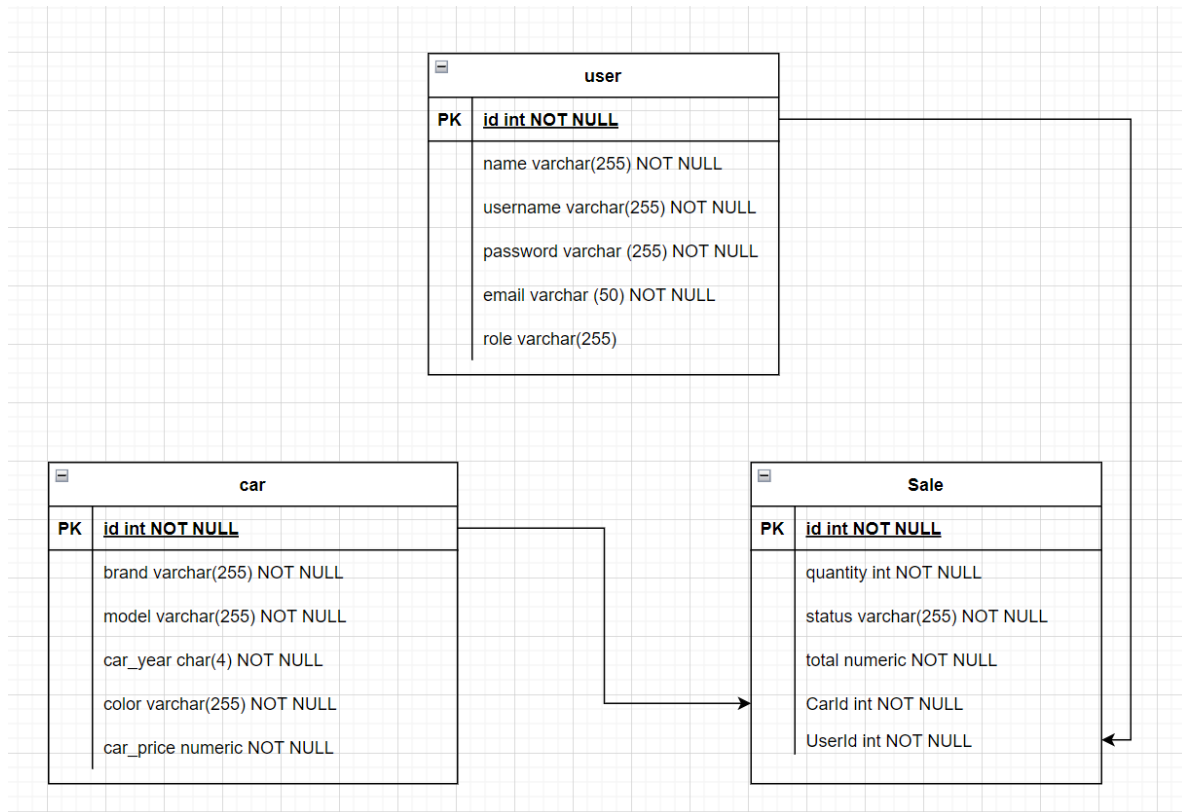 user
PK id int NOT NULL
name varchar(255) NOT NULL
username varchar(255) NOT NULL
password varchar (255) NOT NULL
email varchar (50) NOT NULL
role varchar(255)
car
PK id int NOT NULL
brand varchar(255) NOT NULL
model varchar(255) NOT NULL
car_year char(4) NOT NULL
color varchar(255) NOT NULL
car_price numeric NOT NULL
Sale
PK id int NOT NULL
quantity int NOT NULL
status varchar(255) NOT NULL
total numeric NOT NULL
CarId int NOT NULL
UserId int NOT NULL